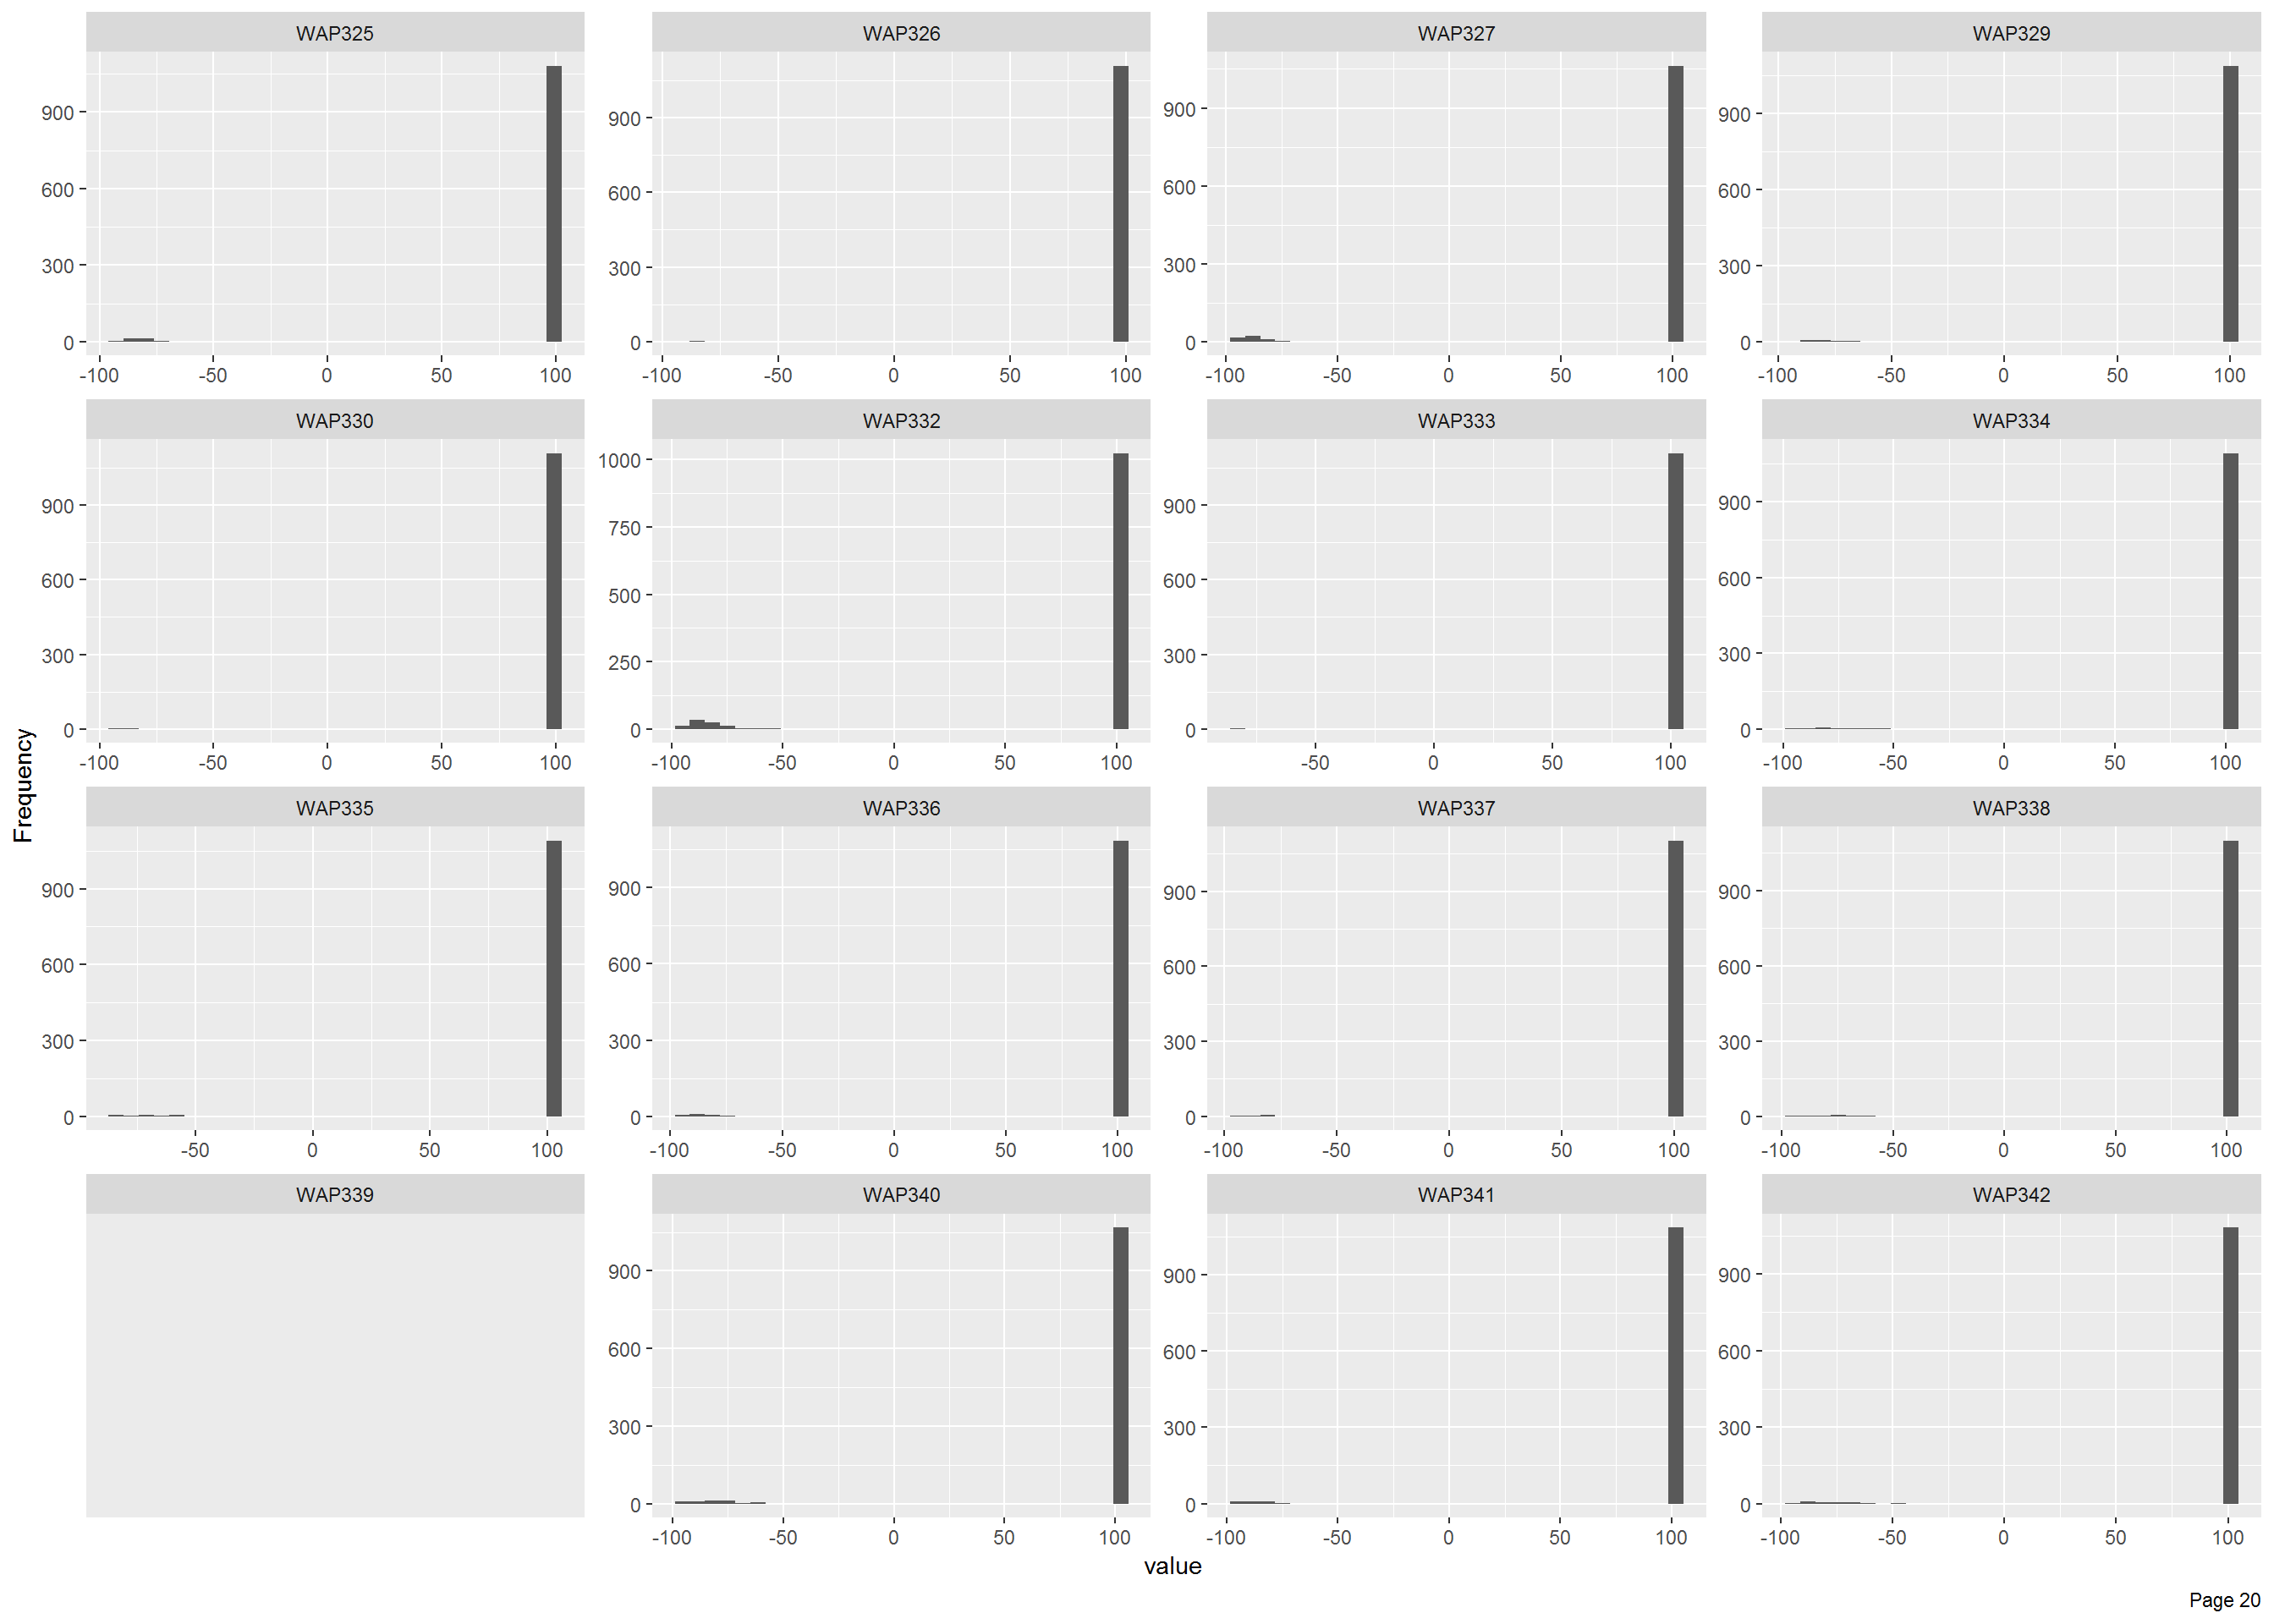 WAP325 WAP326 WAP327 WAP329
900 900 900 900
600 600 600 600
300 300 300 300
0 0 0 0
-100 -50 0 50 100 -100 -50 0 50 100 -100 -50 0 50 100 -100 -50 0 50 100
WAP330 WAP332 WAP333 WAP334
1000
900 900 900
750
600 600 600
500
300 250 300 300
0 0 0 0
-100 -50 0 50 100 -100 -50 0 50 100 -50 0 50 100 -100 -50 0 50 100
Frequency
WAP335 WAP336 WAP337 WAP338
900 900 900 900
600 600 600 600
300 300 300 300
0 0 0 0
-50 0 50 100 -100 -50 0 50 100 -100 -50 0 50 100 -100 -50 0 50 100
WAP339 WAP340 WAP341 WAP342
900 900 900
600 600 600
300 300 300
0 0 0
-100 -50 0 50 100 -100 -50 0 50 100 -100 -50 0 50 100
value
Page 20